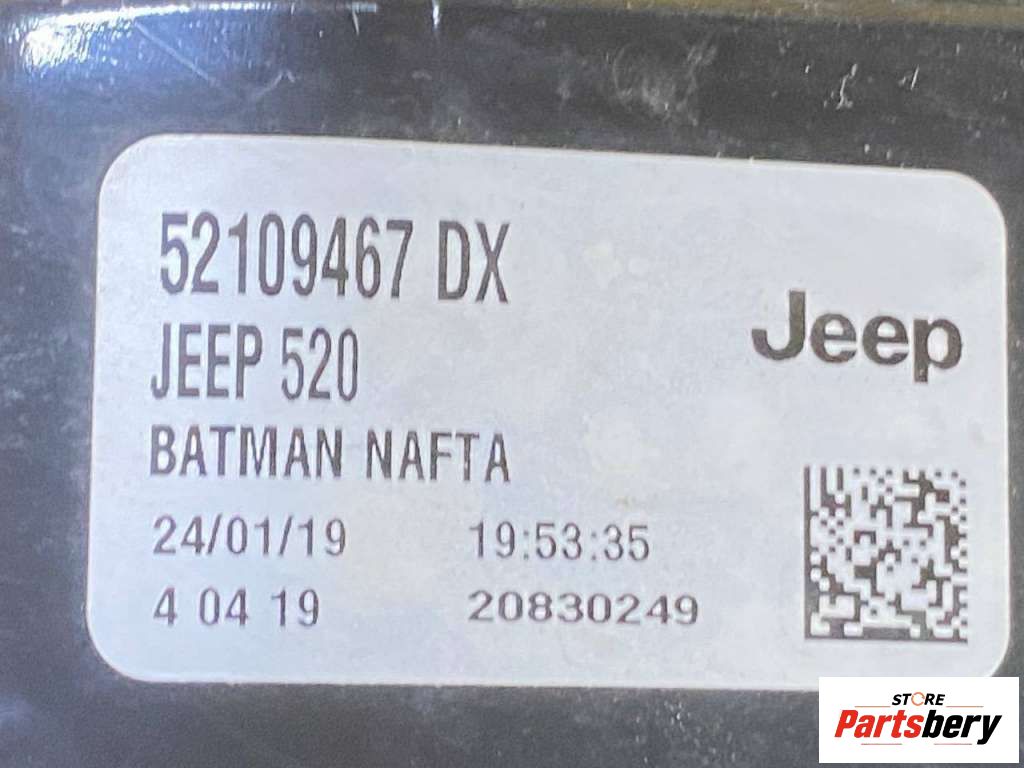 52109467 DX
JEEP 520
Jeep
BATMAN NAFTA
24/01/19 19:53:35
4 04 19 20830249
STORE
Partsbery